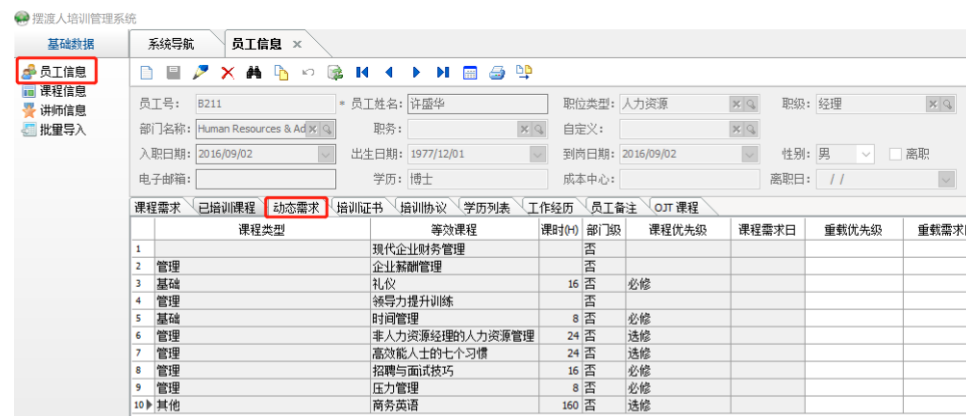 摆渡人培训管理系统
基础数据 系统导航 员工信息 ×
员工信息
课程信息
讲师信息
批量导入
员工号: B211 * 员工姓名: 许盛华 职位类型: 人力资源 职级: 经理
部门名称: Human Resources & Ad 职务: 自定义:
入职日期: 2016/09/02 出生日期: 1977/12/01 到岗日期: 2016/09/02 性别: 男 离职
电子邮箱: 学历: 博士 成本中心: 离职日: / /
课程需求 已培训课程 动态需求 培训证书 培训协议 学历列表 工作经历 员工备注 OJT 课程
课程类型 等效课程 课时(H) 部门级 课程优先级 课程需求日 重载优先级 重载需求
1 现代企业财务管理 否
2 管理 企业薪酬管理 否
3 基础 礼仪 16 否 必修
4 管理 领导力提升训练 否
5 基础 时间管理 8 否 必修
6 管理 非人力资源经理的人力资源管理 24 否 选修
7 管理 高效能人士的七个习惯 24 否 选修
8 管理 招聘与面试技巧 16 否 必修
9 管理 压力管理 8 否 必修
10 其他 商务英语 160 否 选修